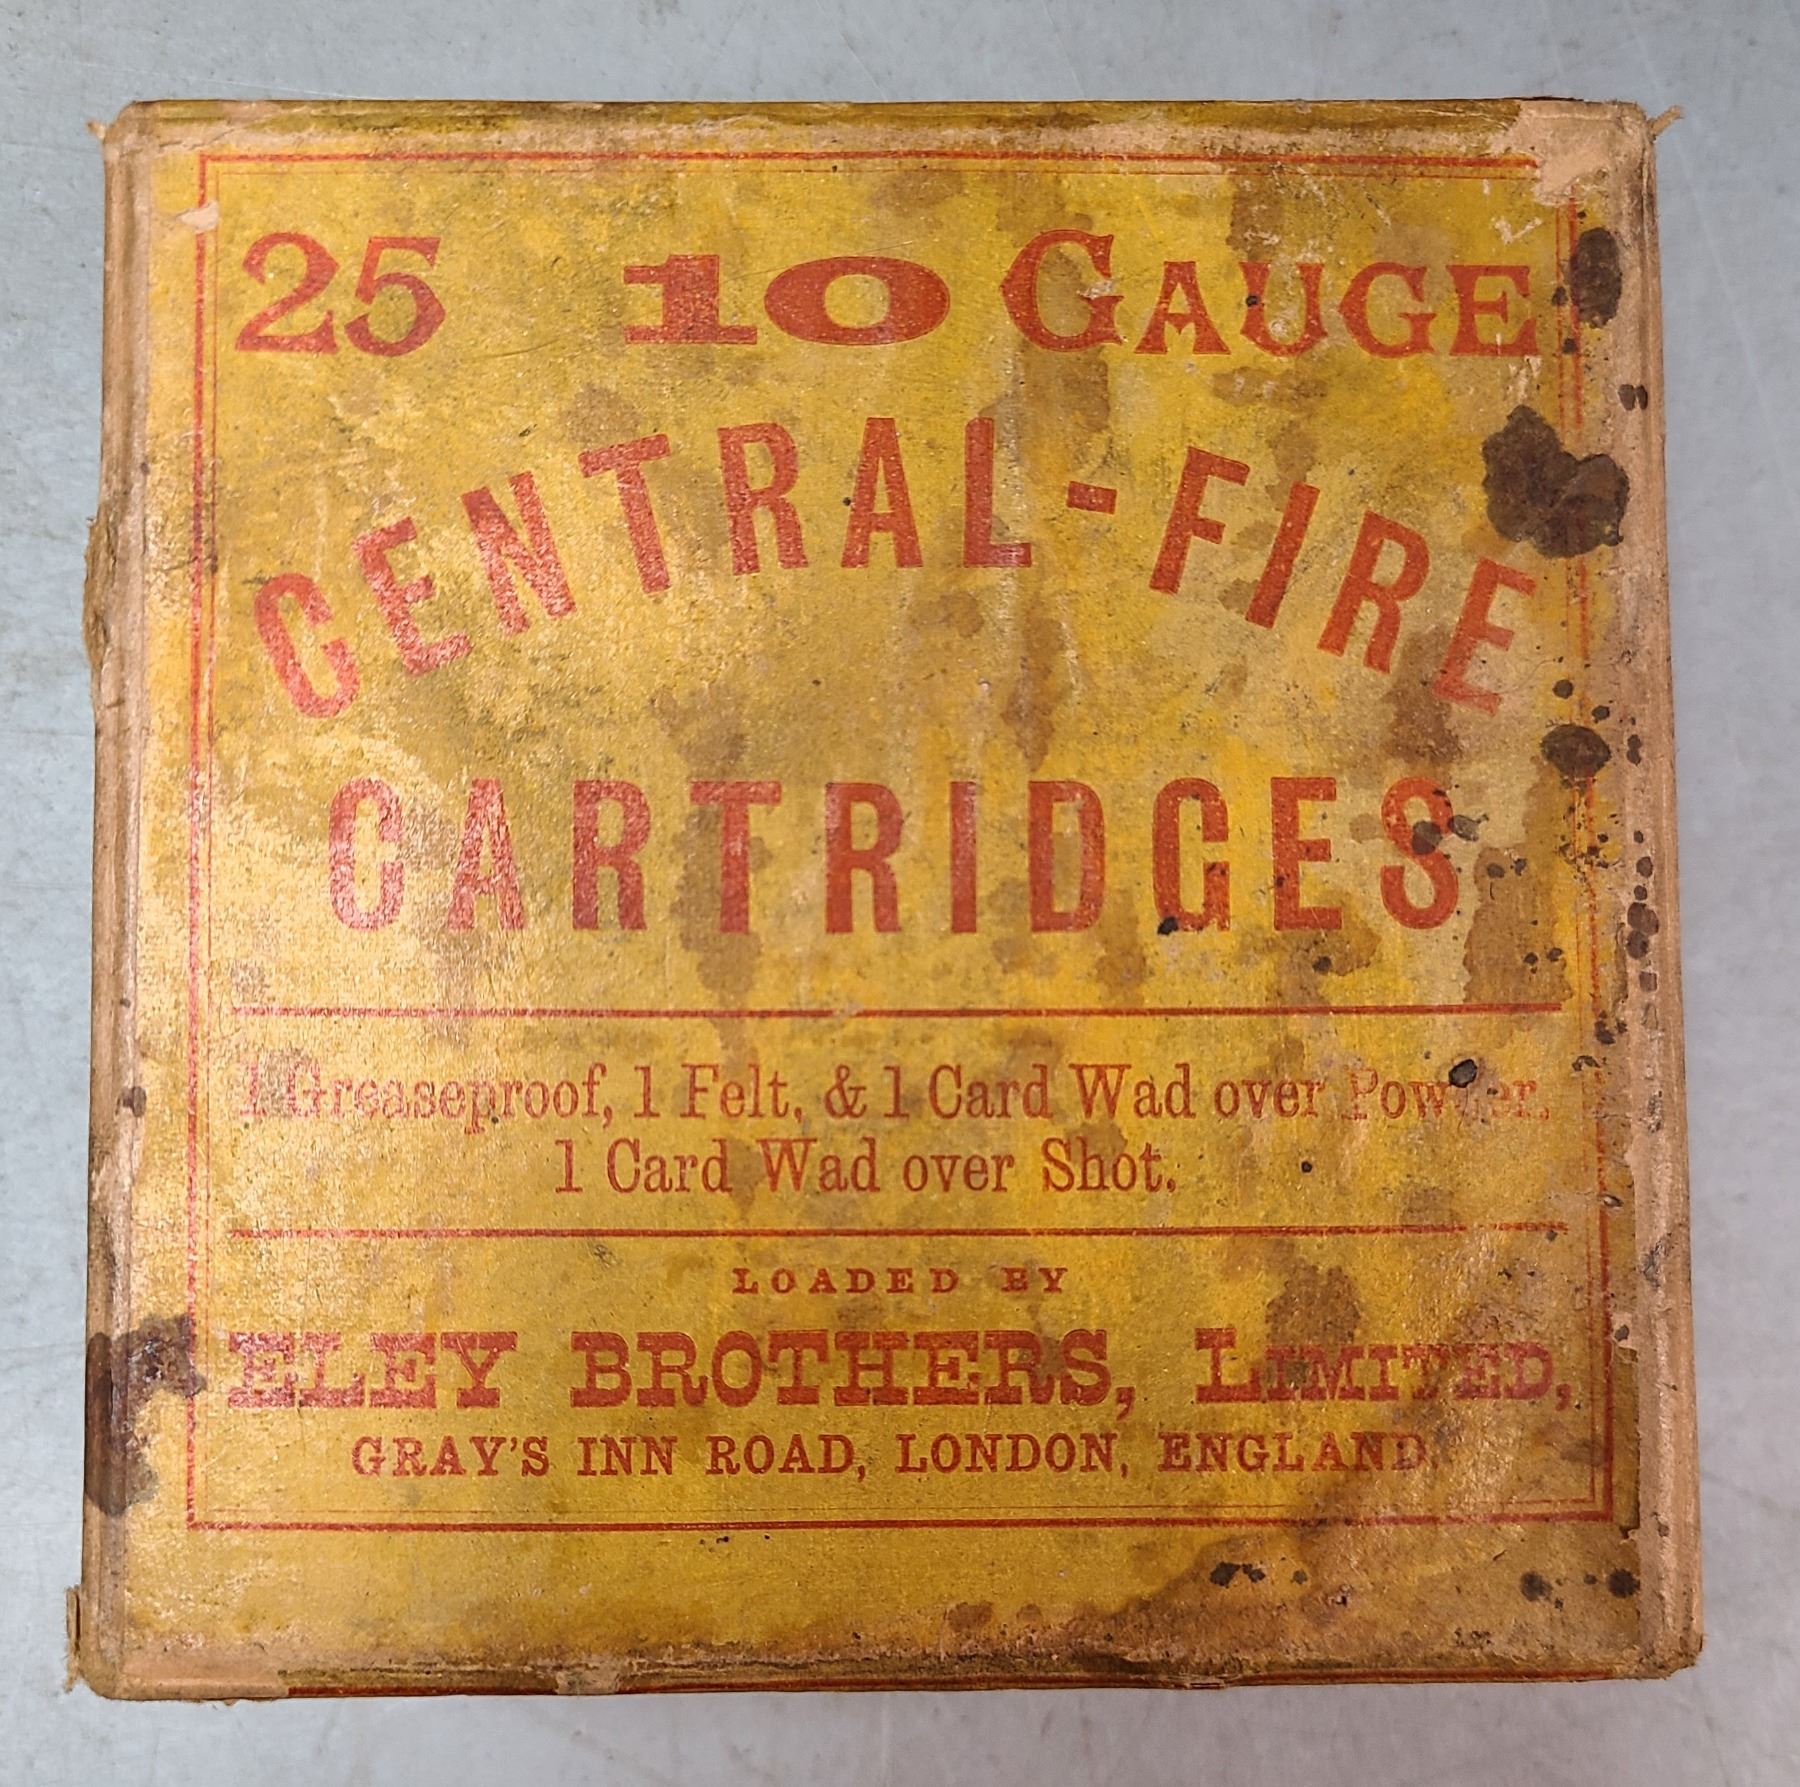 25 10 GAUGE
CENTRAL-FIRE
CARTRIDGES
1 Greaseproof, 1 Felt, & 1 Card Wad over Powder.
1 Card Wad over Shot.
LOADED BY
ELEY BROTHERS, LIMITED,
GRAY'S INN ROAD, LONDON, ENGLAND.